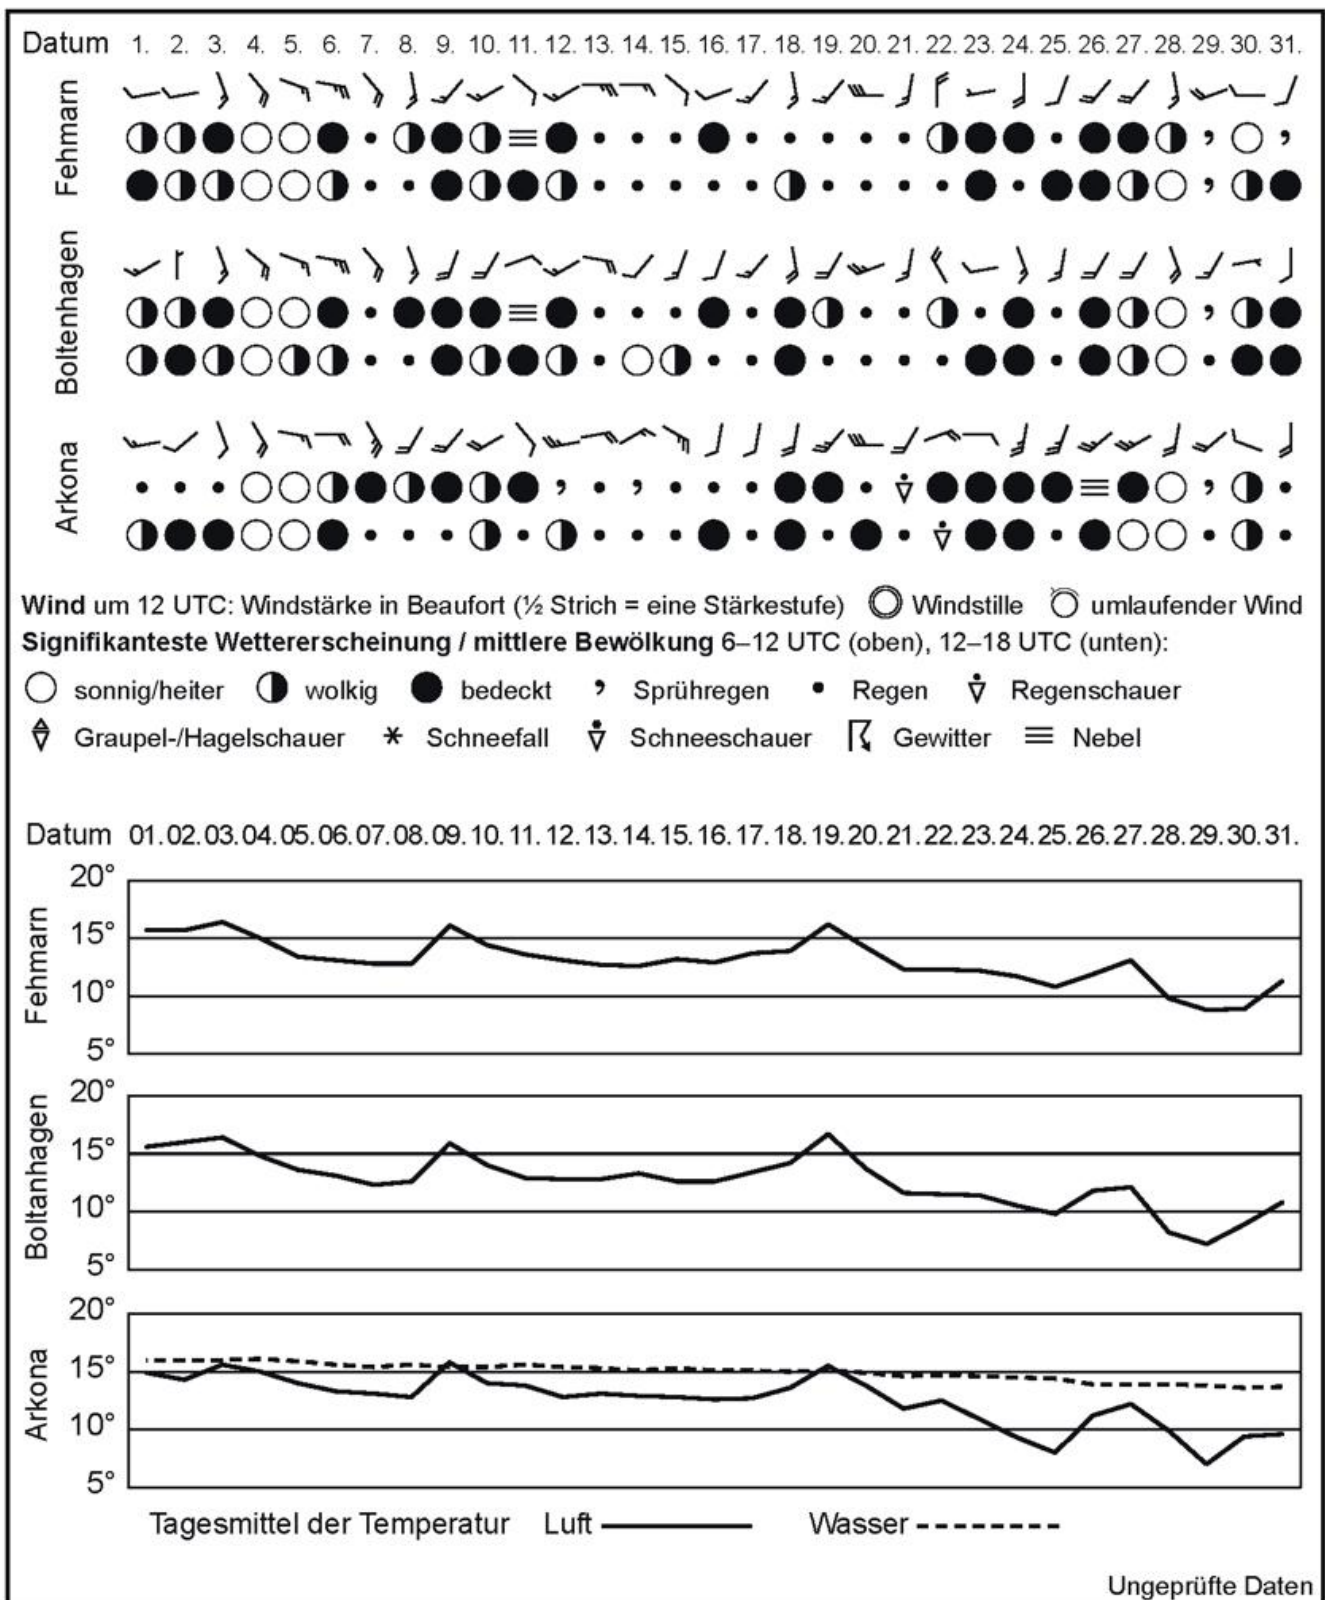 Datum 1. 2. 3. 4. 5. 6. 7. 8. 9. 10. 11. 12. 13. 14. 15. 16. 17. 18. 19. 20. 21. 22. 23. 24. 25. 26. 27. 28. 29. 30. 31.
Fehmarn
Boltenhagen
Arkona
Wind um 12 UTC: Windstärke in Beaufort (½ Strich = eine Stärkestufe) Windstille umlaufender Wind
Signifikanteste Wettererscheinung / mittlere Bewölkung 6–12 UTC (oben), 12–18 UTC (unten):
sonnig/heiter wolkig bedeckt Sprühregen Regen Regenschauer
Graupel-/Hagelschauer Schneefall Schneeschauer Gewitter Nebel
Datum 01. 02. 03. 04. 05. 06. 07. 08. 09. 10. 11. 12. 13. 14. 15. 16. 17. 18. 19. 20. 21. 22. 23. 24. 25. 26. 27. 28. 29. 30. 31.
Fehmarn
20°
15°
10°
5°
Boltanhagen
20°
15°
10°
5°
Arkona
20°
15°
10°
5°
Tagesmittel der Temperatur Luft Wasser
Ungeprüfte Daten